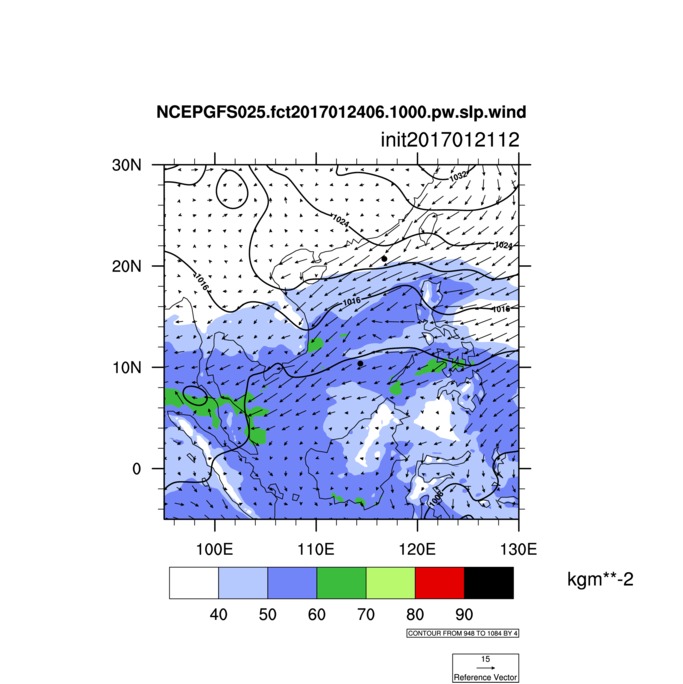 NCEPGFS025.fct2017012406.1000.pw.slp.wind
init2017012112
30N
1032
1024
1024
20N
1016
1016
1016
10N
0
1008
100E 110E 120E 130E
kgm**-2
40 50 60 70 80 90
CONTOUR FROM 948 TO 1084 BY 4
15
Reference Vector